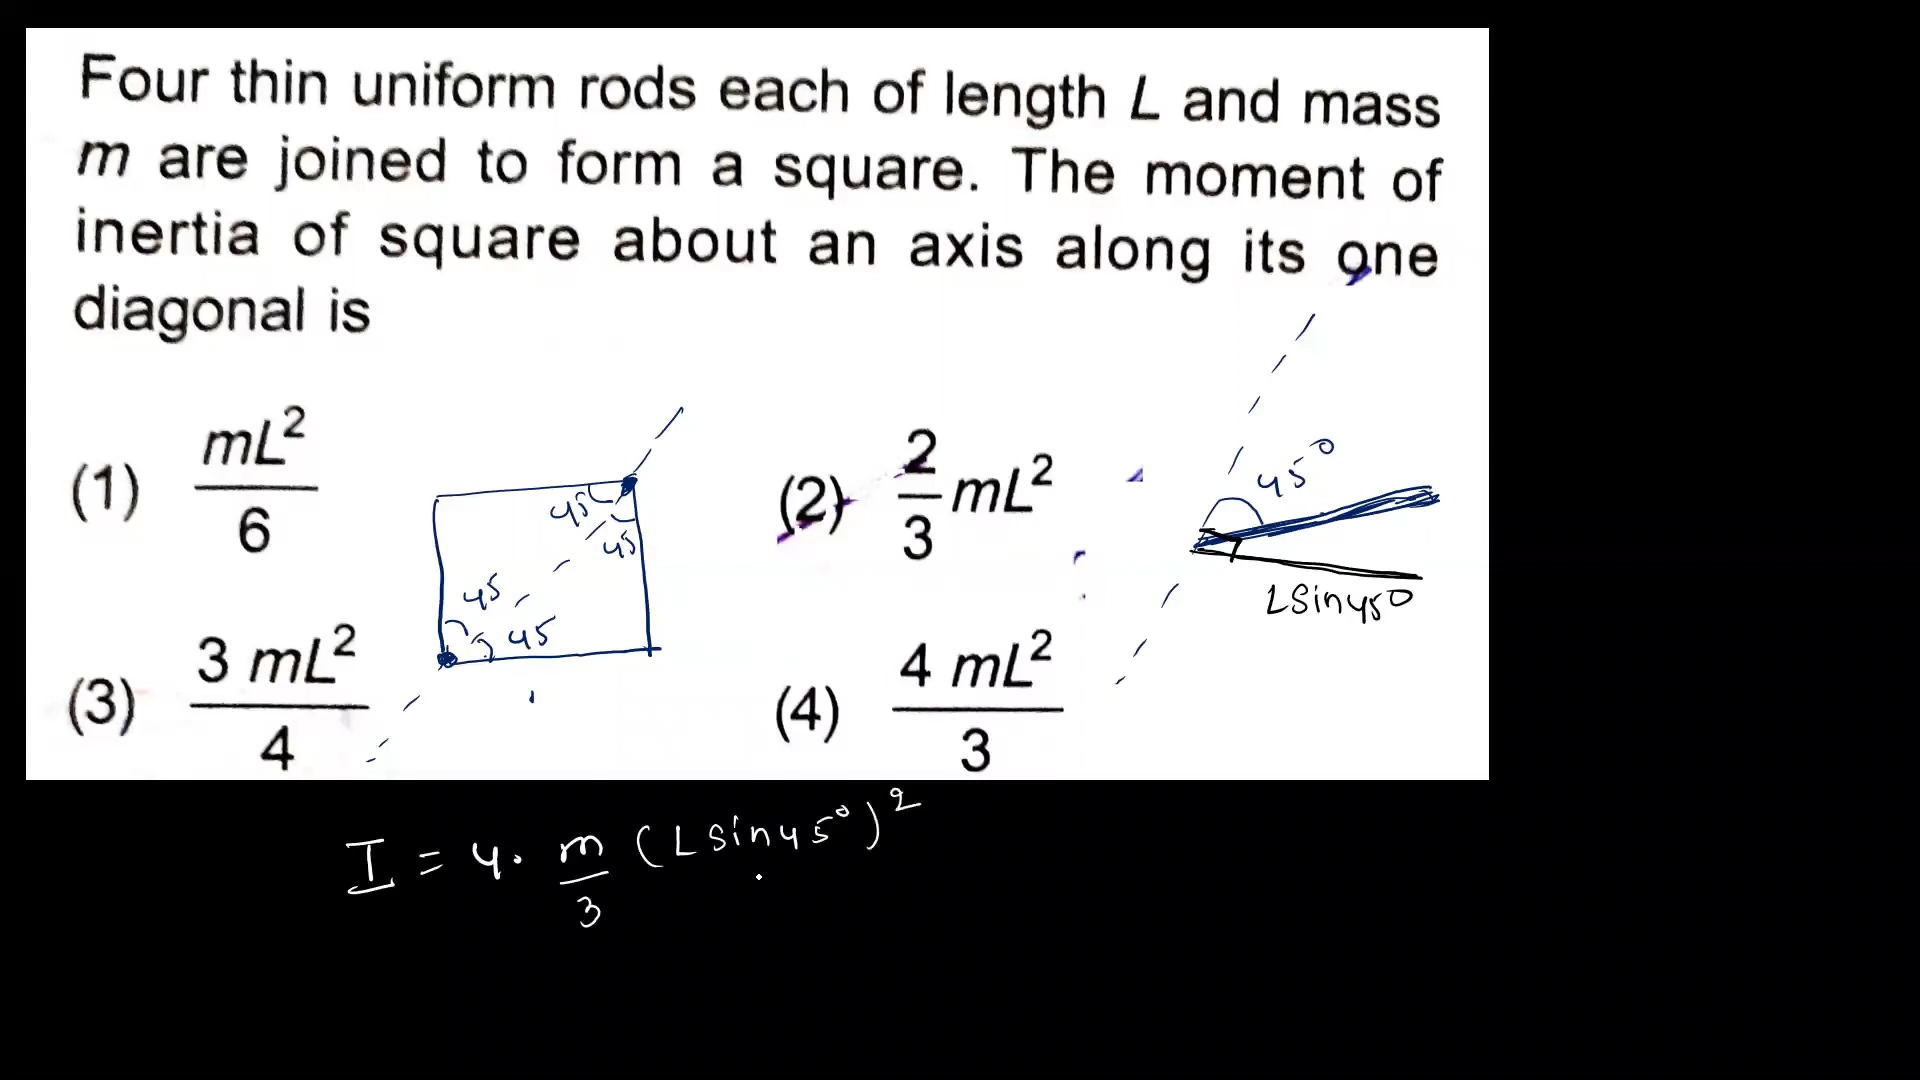 Four thin uniform rods each of length L and mass
m are joined to form a square. The moment of
inertia of square about an axis along its one
diagonal is
(1) mL²/6
(2) 2/3 mL²
(3) 3 mL²/4
(4) 4 mL²/3
45
45
45
45
45°
Lsin45°
I = 4 · m/3 (Lsin45°)²